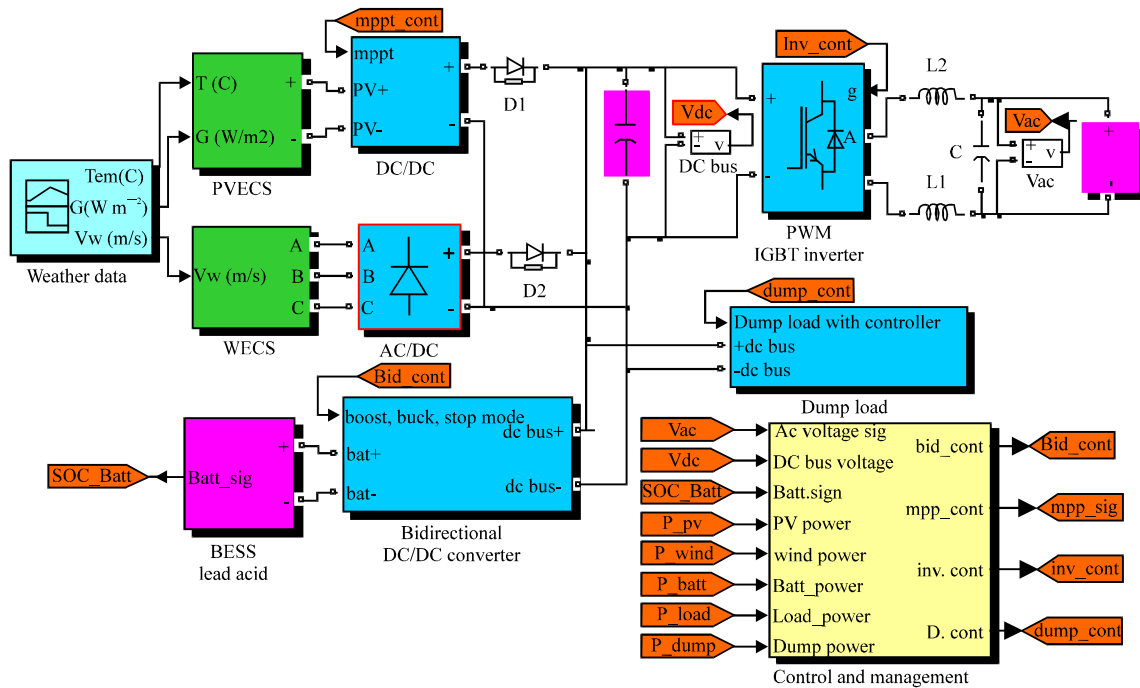 mppt_cont
mppt
PV+
PV-
+
-
DC/DC
T (C)
G (W/m2)
+
-
PVECS
Tem(C)
G(W m⁻²)
Vw (m/s)
Weather data
D1
Vdc
+
-
v
DC bus
Inv_cont
+
-
g
A
PWM
IGBT inverter
L2
L1
C
Vac
+
-
v
Vac
+
-
Vw (m/s)
A
B
C
WECS
A
B
C
+
-
AC/DC
D2
dump_cont
Dump load with controller
+dc bus
-dc bus
Dump load
Bid_cont
boost, buck, stop mode
dc bus+
bat+
bat-
dc bus-
Bidirectional
DC/DC converter
SOC_Batt
Batt_sig
+
-
BESS
lead acid
Vac
Vdc
SOC_Batt
P_pv
P_wind
P_batt
P_load
P_dump
Ac voltage sig
DC bus voltage
Batt.sign
PV power
wind power
Batt_power
Load_power
Dump power
bid_cont
mpp_cont
inv. cont
D. cont
Bid_cont
mpp_sig
inv_cont
dump_cont
Control and management